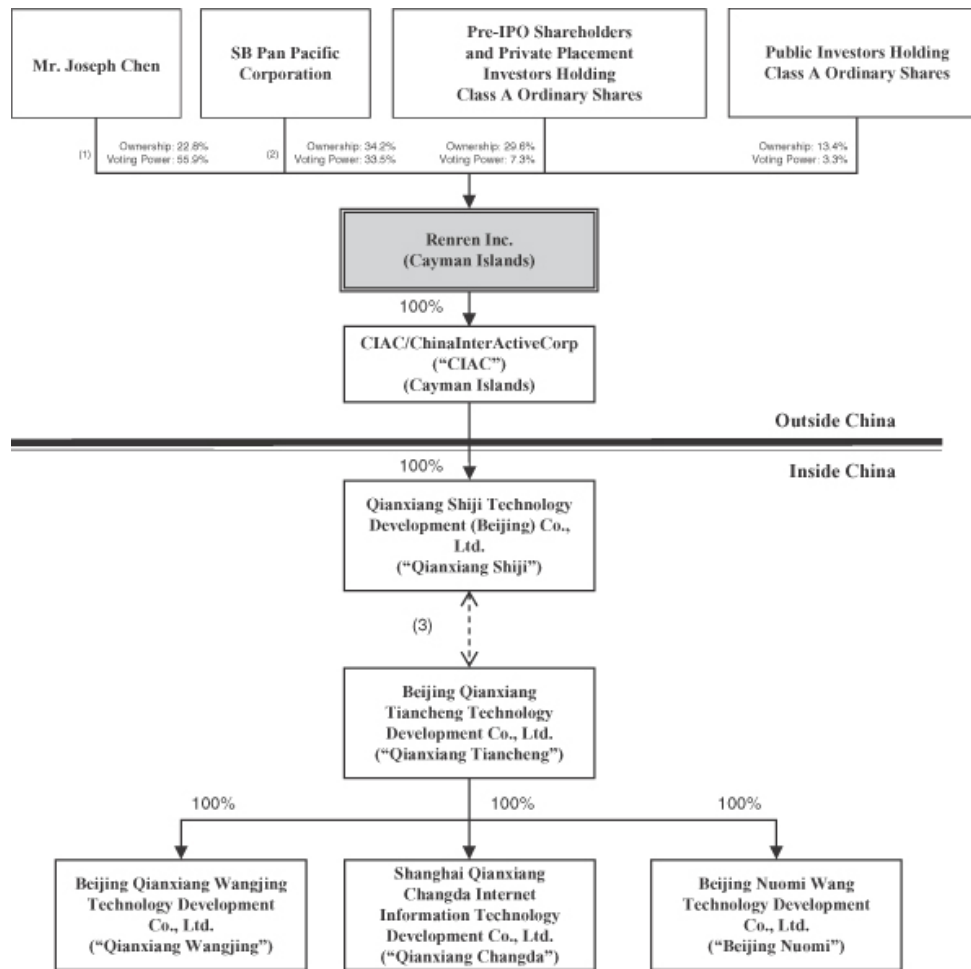 Mr. Joseph Chen
SB Pan Pacific
Corporation
Pre-IPO Shareholders
and Private Placement
Investors Holding
Class A Ordinary Shares
Public Investors Holding
Class A Ordinary Shares
(1)
Ownership: 22.8%
Voting Power: 55.9%
(2)
Ownership: 34.2%
Voting Power: 33.5%
Ownership: 29.6%
Voting Power: 7.3%
Ownership: 13.4%
Voting Power: 3.3%
Renren Inc.
(Cayman Islands)
100%
CIAC/ChinaInterActiveCorp
(“CIAC”)
(Cayman Islands)
Outside China
Inside China
100%
Qianxiang Shiji Technology
Development (Beijing) Co.,
Ltd.
(“Qianxiang Shiji”)
(3)
Beijing Qianxiang
Tiancheng Technology
Development Co., Ltd.
(“Qianxiang Tiancheng”)
100%
100%
100%
Beijing Qianxiang Wangjing
Technology Development
Co., Ltd.
(“Qianxiang Wangjing”)
Shanghai Qianxiang
Changda Internet
Information Technology
Development Co., Ltd.
(“Qianxiang Changda”)
Beijing Nuomi Wang
Technology Development
Co., Ltd.
(“Beijing Nuomi”)